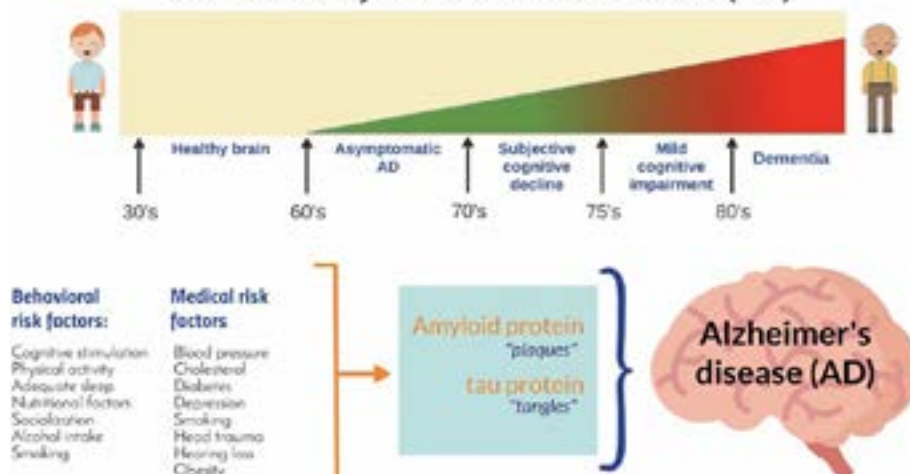 Healthy brain
Asymptomatic
AD
Subjective
cognitive
decline
Mild
cognitive
impairment
Dementia
30's
60's
70's
75's
80's
Behavioral
risk factors:
Cognitive stimulation
Physical activity
Adequate sleep
Nutritional factors
Socialization
Alcohol intake
Smoking
Medical risk
factors
Blood pressure
Cholesterol
Diabetes
Depression
Smoking
Head trauma
Hearing loss
Obesity
Amyloid protein
"plaques"
tau protein
"tangles"
Alzheimer's
disease (AD)